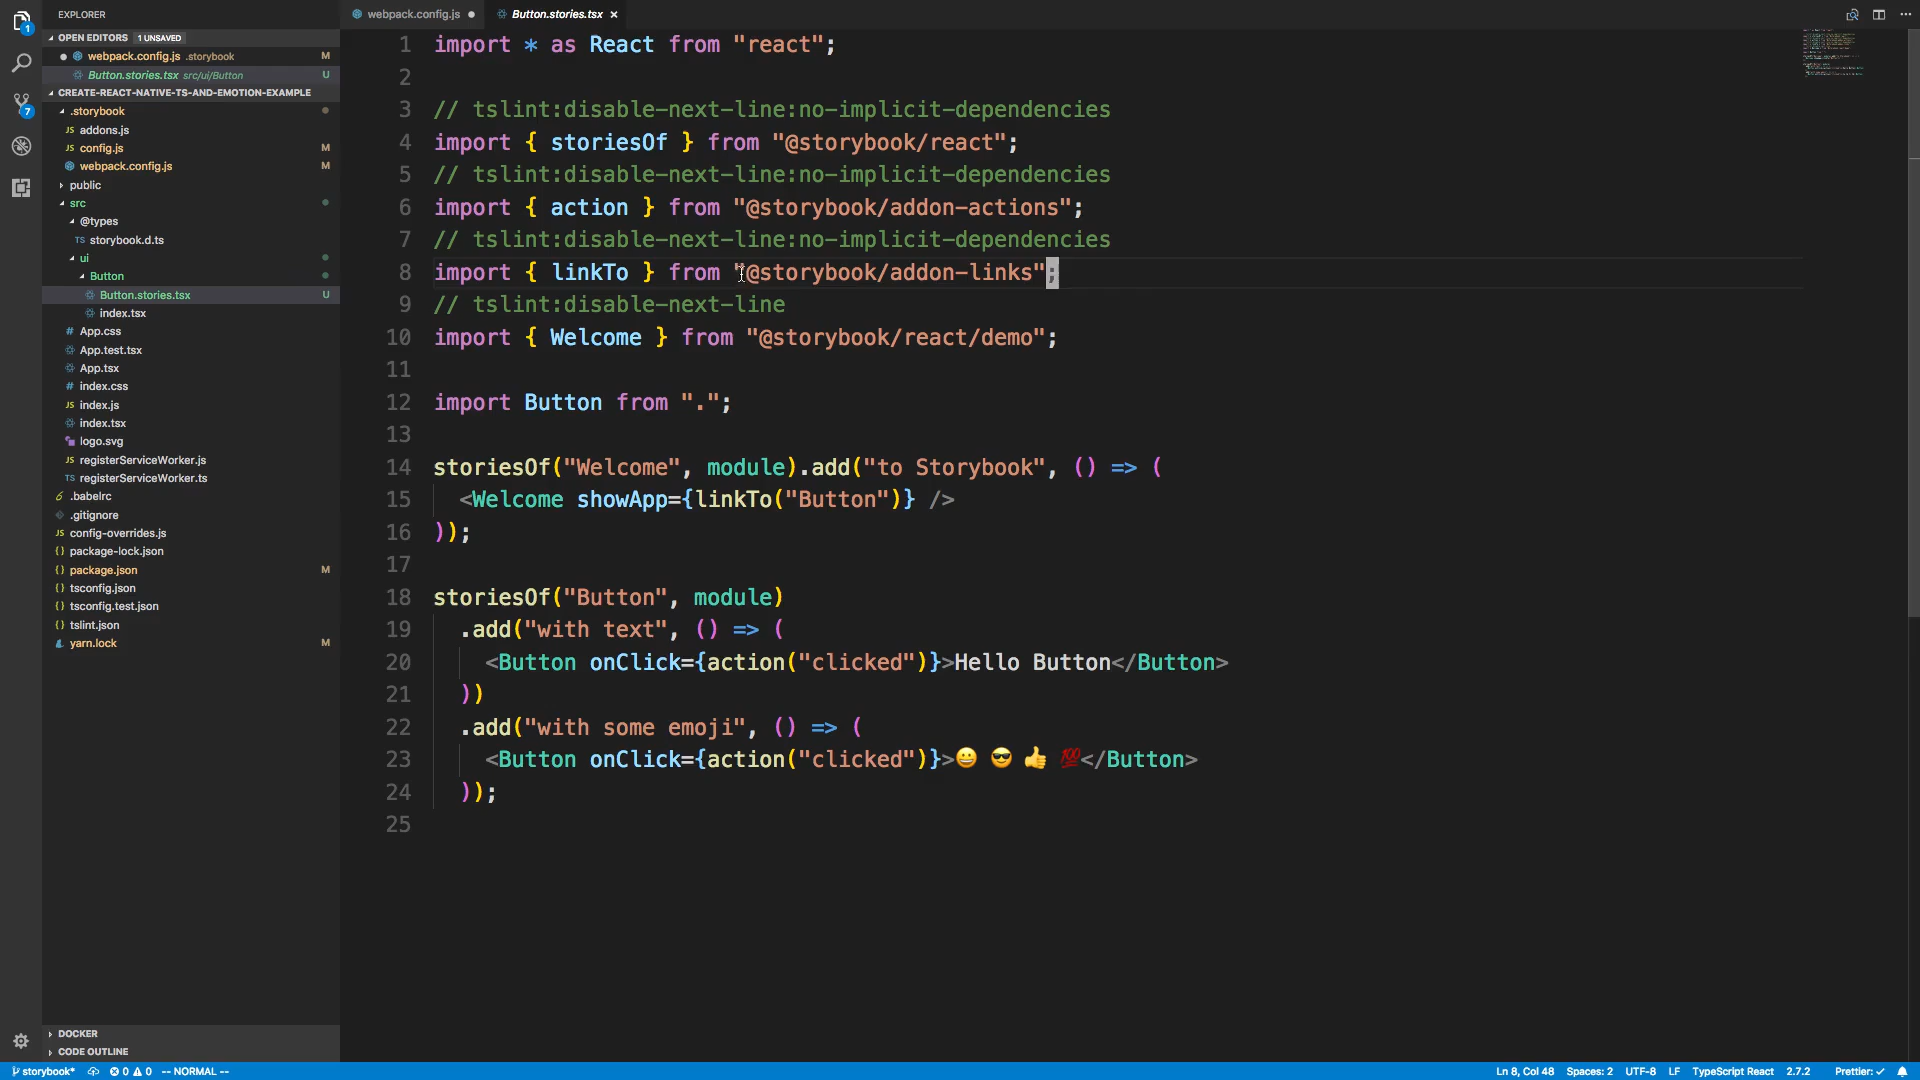 EXPLORER
OPEN EDITORS 1 UNSAVED
webpack.config.js .storybook M
Button.stories.tsx src/ui/Button U
CREATE-REACT-NATIVE-TS-AND-EMOTION-EXAMPLE
.storybook
JS addons.js
JS config.js M
webpack.config.js M
public
src
@types
TS storybook.d.ts
ui
Button
Button.stories.tsx U
index.tsx
# App.css
App.test.tsx
App.tsx
# index.css
JS index.js
index.tsx
logo.svg
JS registerServiceWorker.js
TS registerServiceWorker.ts
.babelrc
.gitignore
JS config-overrides.js
{} package-lock.json
{} package.json M
{} tsconfig.json
{} tsconfig.test.json
{} tslint.json
yarn.lock M
DOCKER
CODE OUTLINE
1
7
webpack.config.js
Button.stories.tsx ×
1 import * as React from "react";
2
3 // tslint:disable-next-line:no-implicit-dependencies
4 import { storiesOf } from "@storybook/react";
5 // tslint:disable-next-line:no-implicit-dependencies
6 import { action } from "@storybook/addon-actions";
7 // tslint:disable-next-line:no-implicit-dependencies
8 import { linkTo } from "@storybook/addon-links";
9 // tslint:disable-next-line
10 import { Welcome } from "@storybook/react/demo";
11
12 import Button from ".";
13
14 storiesOf("Welcome", module).add("to Storybook", () => (
15 <Welcome showApp={linkTo("Button")} />
16 ));
17
18 storiesOf("Button", module)
19 .add("with text", () => (
20 <Button onClick={action("clicked")}>Hello Button</Button>
21 ))
22 .add("with some emoji", () => (
23 <Button onClick={action("clicked")}>😀 😎 👍 💯</Button>
24 ));
25
storybook* 0 0 -- NORMAL -- Ln 8, Col 48 Spaces: 2 UTF-8 LF TypeScript React 2.7.2 Prettier: ✓